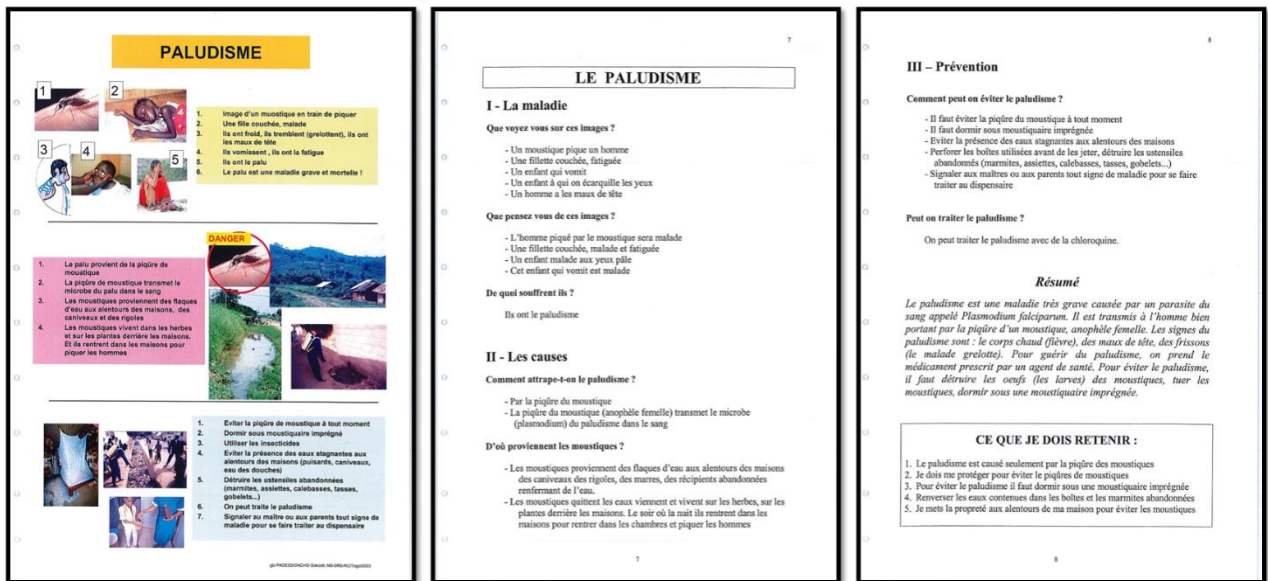 PALUDISME
1
2
3
4
5
1. Image d'un muostique en train de piquer
2. Une fille couchée, malade
3. Ils ont froid, ils tremblent (grelottent), ils ont
les maux de tête
4. Ils vomissent , ils ont la fatigue
5. Ils ont le palu
6. Le palu est une maladie grave et mortelle !
DANGER
1. Le palu provient de la piqûre de
moustique
2. La piqûre de moustique transmet le
microbe du palu dans le sang
3. Les moustiques proviennent des flaques
d'eau aux alentours des maisons, des
caniveaux et des rigoles
4. Les moustiques vivent dans les herbes
et sur les plantes derrière les maisons.
Et ils rentrent dans les maisons pour
piquer les hommes
1. Eviter la piqûre de moustique à tout moment
2. Dormir sous moustiquaire imprégné
3. Utiliser les insecticides
4. Eviter la présence des eaux stagnantes aux
alentours des maisons (puisards, caniveaux,
eau des douches)
5. Détruire les ustensiles abandonnées
(marmites, assiettes, calebasses, tasses,
gobelets...)
6. On peut traite le paludisme
7. Signaler au maître ou aux parents tout signe de
maladie pour se faire traiter au dispensaire
7
LE PALUDISME
I - La maladie
Que voyez vous sur ces images ?
- Un moustique pique un homme
- Une fillette couchée, fatiguée
- Un enfant qui vomit
- Un enfant à qui on écarquille les yeux
- Un homme a les maux de tête
Que pensez vous de ces images ?
- L'homme piqué par le moustique sera malade
- Une fillette couchée, malade et fatiguée
- Un enfant malade aux yeux pâle
- Cet enfant qui vomit est malade
De quoi souffrent ils ?
Ils ont le paludisme
II - Les causes
Comment attrape-t-on le paludisme ?
- Par la piqûre du moustique
- La piqûre du moustique (anophèle femelle) transmet le microbe
(plasmodium) du paludisme dans le sang
D'où proviennent les moustiques ?
- Les moustiques proviennent des flaques d'eau aux alentours des maisons
des caniveaux des rigoles, des marres, des récipients abandonnées
renfermant de l'eau.
- Les moustiques quittent les eaux viennent et vivent sur les herbes, sur les
plantes derrière les maisons. Le soir où la nuit ils rentrent dans les
maisons pour rentrer dans les chambres et piquer les hommes
7
8
III – Prévention
Comment peut on éviter le paludisme ?
- Il faut éviter la piqûre du moustique à tout moment
- Il faut dormir sous moustiquaire imprégnée
- Eviter la présence des eaux stagnantes aux alentours des maisons
- Perforer les boîtes utilisées avant de les jeter, détruire les ustensiles
abandonnés (marmites, assiettes, calebasses, tasses, gobelets...)
- Signaler aux maîtres ou aux parents tout signe de maladie pour se faire
traiter au dispensaire
Peut on traiter le paludisme ?
On peut traiter le paludisme avec de la chloroquine.
Résumé
Le paludisme est une maladie très grave causée par un parasite du
sang appelé Plasmodium falciparum. Il est transmis à l'homme bien
portant par la piqûre d'un moustique, anophèle femelle. Les signes du
paludisme sont : le corps chaud (fièvre), des maux de tête, des frissons
(le malade grelotte). Pour guérir du paludisme, on prend le
médicament prescrit par un agent de santé. Pour éviter le paludisme,
il faut détruire les oeufs (les larves) des moustiques, tuer les
moustiques, dormir sous une moustiquaire imprégnée.
CE QUE JE DOIS RETENIR :
1. Le paludisme est causé seulement par la piqûre des moustiques
2. Je dois me protéger pour éviter le piqûres de moustiques
3. Pour éviter le paludisme il faut dormir sous une moustiquaire imprégnée
4. Renverser les eaux contenues dans les boîtes et les marmites abandonnées
5. Je mets la propreté aux alentours de ma maison pour éviter les moustiques
8